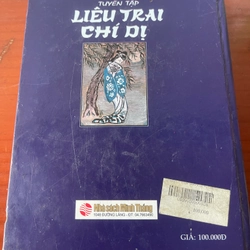 TUYỂN TẬP
LIÊU TRAI
CHÍ DỊ
Nhà sách Minh Thắng
GIÁ: 100.000Đ